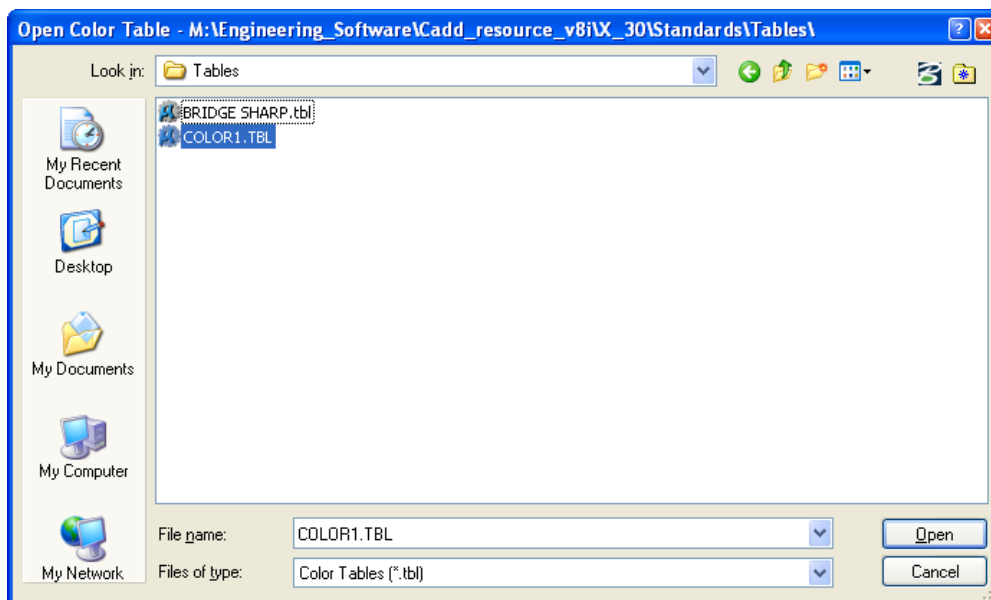 Open Color Table - M:\Engineering_Software\Cadd_resource_v8i\X_30\Standards\Tables\
Look in: Tables
BRIDGE SHARP.tbl
COLOR1.TBL
My Recent
Documents
Desktop
My Documents
My Computer
My Network
File name: COLOR1.TBL Open
Files of type: Color Tables (*.tbl) Cancel